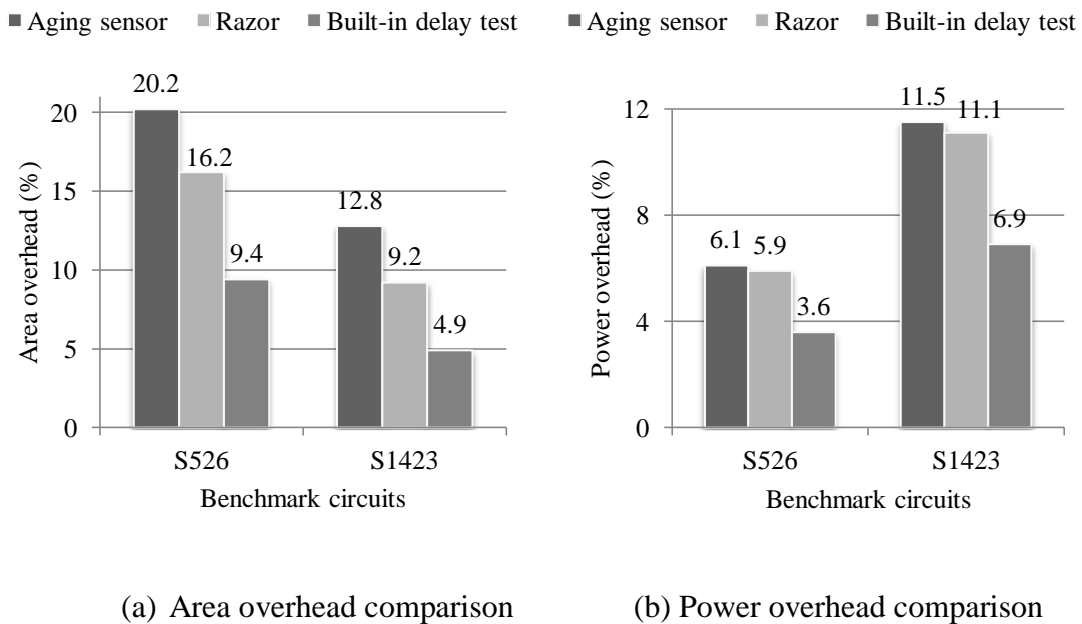 Aging sensor Razor Built-in delay test
20.2
16.2
9.4
12.8
9.2
4.9
20
15
10
5
0
Area overhead (%)
S526 S1423
Benchmark circuits
(a) Area overhead comparison
Aging sensor Razor Built-in delay test
6.1
5.9
3.6
11.5
11.1
6.9
12
8
4
0
Power overhead (%)
S526 S1423
Benchmark circuits
(b) Power overhead comparison